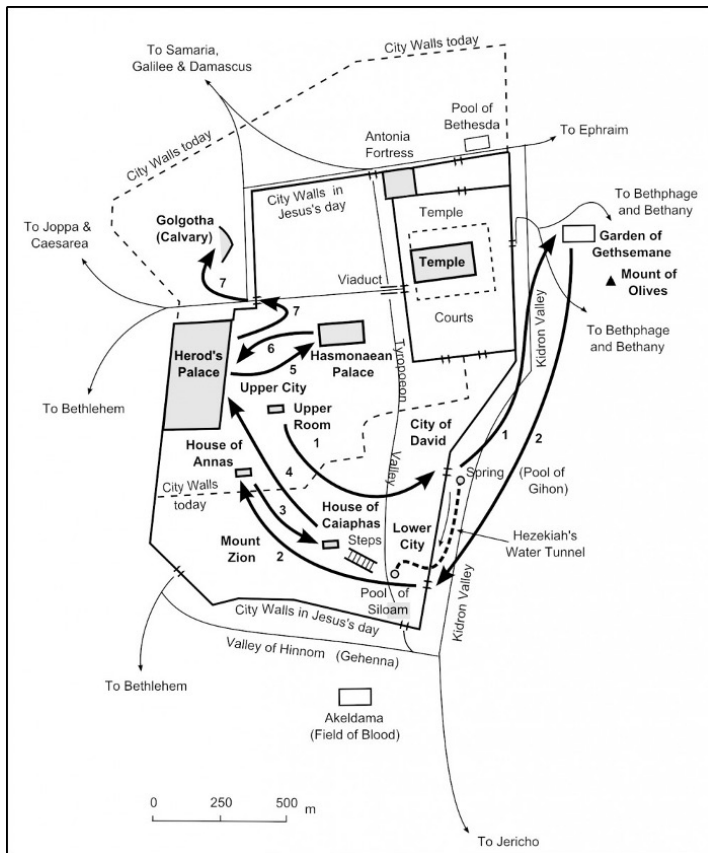 City Walls today
To Samaria,
Galilee & Damascus
Pool of
Bethesda
To Ephraim
Antonia
Fortress
City Walls today
City Walls in
Jesus's day
Temple
To Bethphage
and Bethany
To Joppa &
Caesarea
Golgotha
(Calvary)
Garden of
Gethsemane
Temple
Mount of
Olives
7
Viaduct
7
Courts
Kidron Valley
To Bethphage
and Bethany
6
Herod's
Palace
Hasmonaean
Palace
5
Tyropoeon
Upper City
To Bethlehem
Upper
Room
City of
David
1
1
2
House of
Annas
4
Valley
Spring
(Pool of
Gihon)
City Walls
today
3
House of
Caiaphas
Lower
City
Hezekiah's
Water Tunnel
Mount
Zion
Steps
2
Pool of
Siloam
Kidron Valley
City Walls in Jesus's day
Valley of Hinnom (Gehenna)
To Bethlehem
Akeldama
(Field of Blood)
0 250 500 m
To Jericho